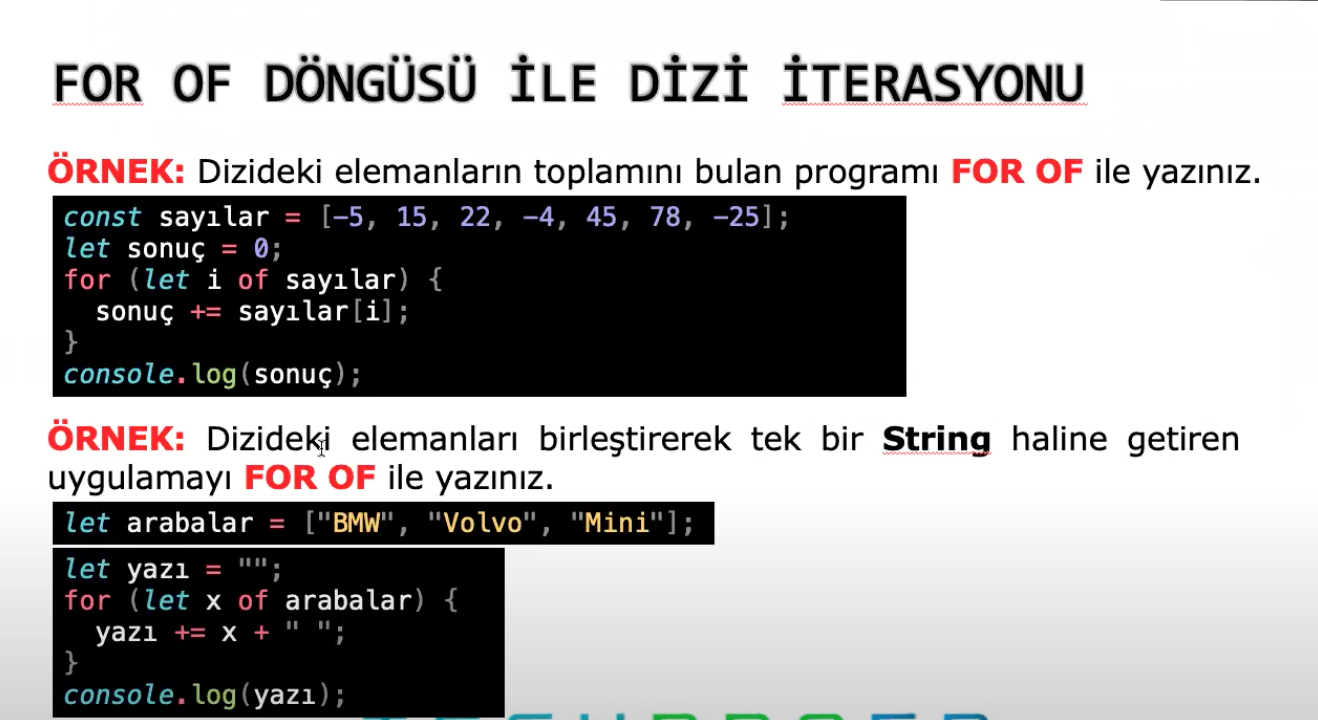 FOR OF DÖNGÜSÜ İLE DİZİ İTERASYONU
ÖRNEK: Dizideki elemanların toplamını bulan programı FOR OF ile yazınız.
const sayılar = [-5, 15, 22, -4, 45, 78, -25];
let sonuç = 0;
for (let i of sayılar) {
  sonuç += sayılar[i];
}
console.log(sonuç);
ÖRNEK: Dizideki elemanları birleştirerek tek bir String haline getiren
uygulamayı FOR OF ile yazınız.
let arabalar = ["BMW", "Volvo", "Mini"];
let yazı = "";
for (let x of arabalar) {
  yazı += x + " ";
}
console.log(yazı);